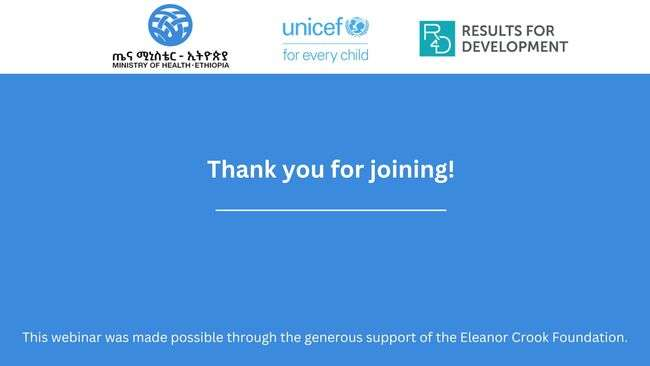 ጤና ሚኒስቴር - ኢትዮጵያ
MINISTRY OF HEALTH-ETHIOPIA
unicef
for every child
R4D
RESULTS FOR
DEVELOPMENT
Thank you for joining!
This webinar was made possible through the generous support of the Eleanor Crook Foundation.